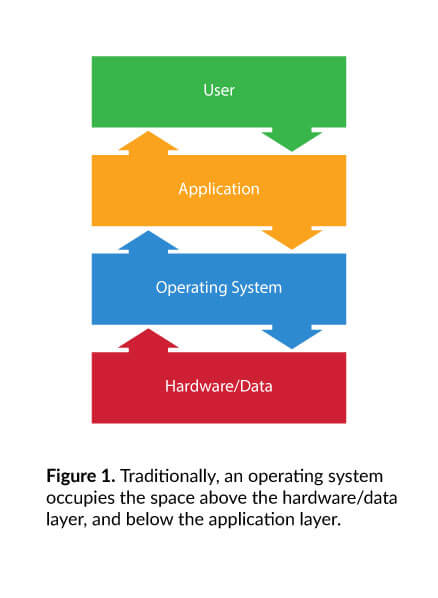 User
Application
Operating System
Hardware/Data
Figure 1. Traditionally, an operating system
occupies the space above the hardware/data
layer, and below the application layer.